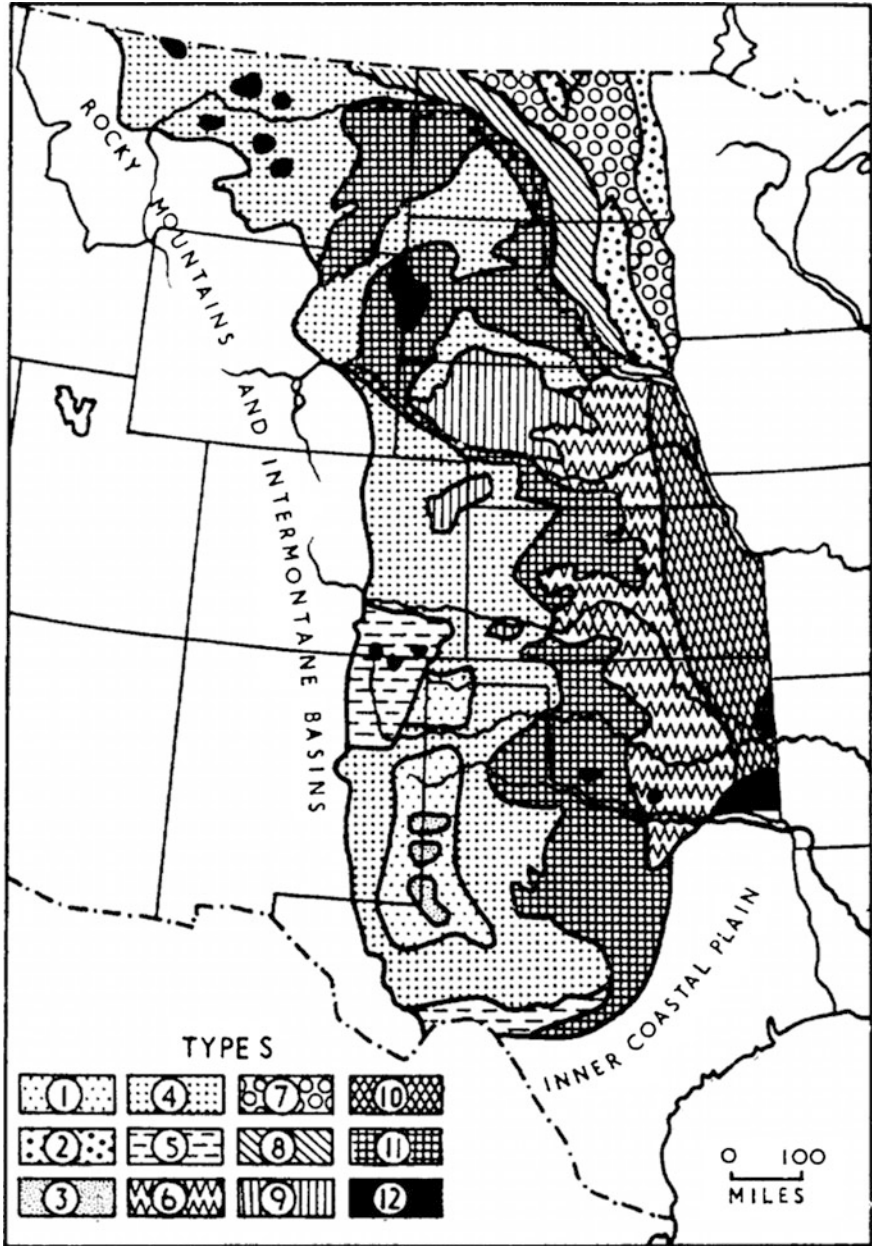 ROCKY MOUNTAINS AND INTERMONTANE BASINS
INNER COASTAL PLAIN
TYPES
1 4 7 10
2 5 8 11
3 6 9 12
0 100
MILES